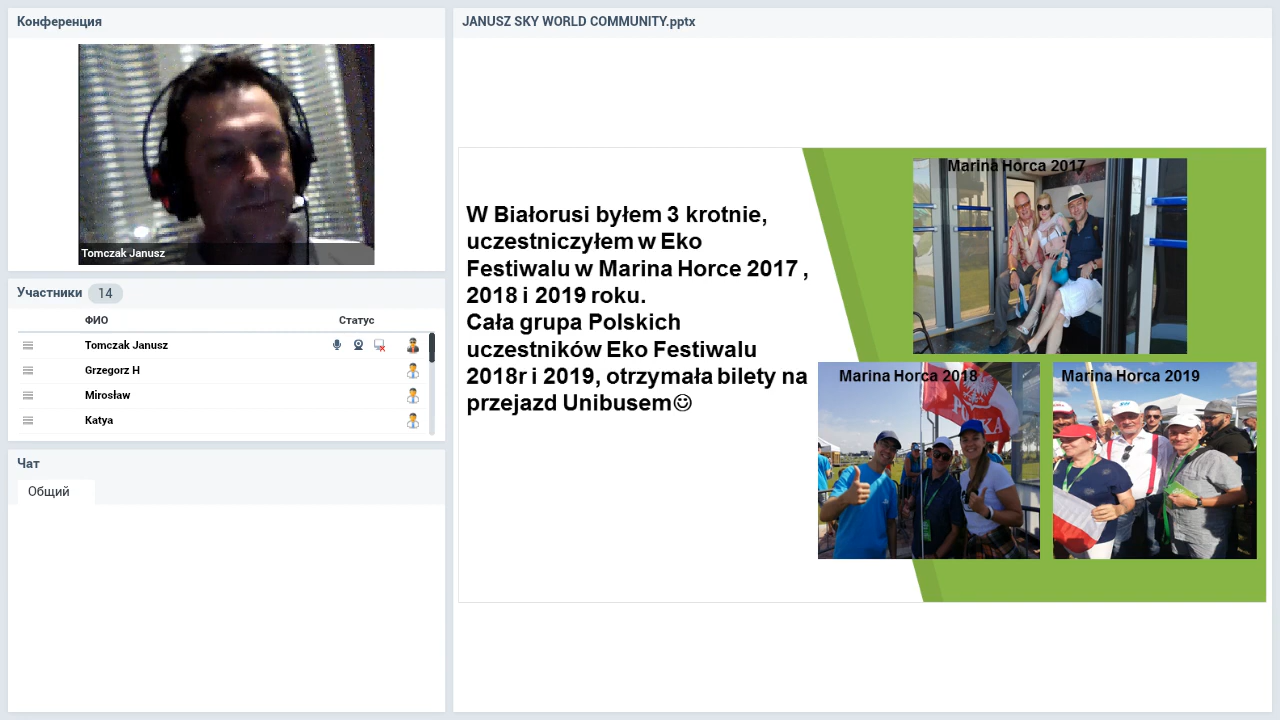 Конференция
Tomczak Janusz
Участники 14
ФИО Статус
Tomczak Janusz
Grzegorz H
Mirosław
Katya
Чат
Общий
JANUSZ SKY WORLD COMMUNITY.pptx
W Białorusi byłem 3 krotnie,
uczestniczyłem w Eko
Festiwalu w Marina Horce 2017 ,
2018 i 2019 roku.
Cała grupa Polskich
uczestników Eko Festiwalu
2018r i 2019, otrzymała bilety na
przejazd Unibusem☺
Marina Horca 2017
Marina Horca 2018
POLSKA
Marina Horca 2019